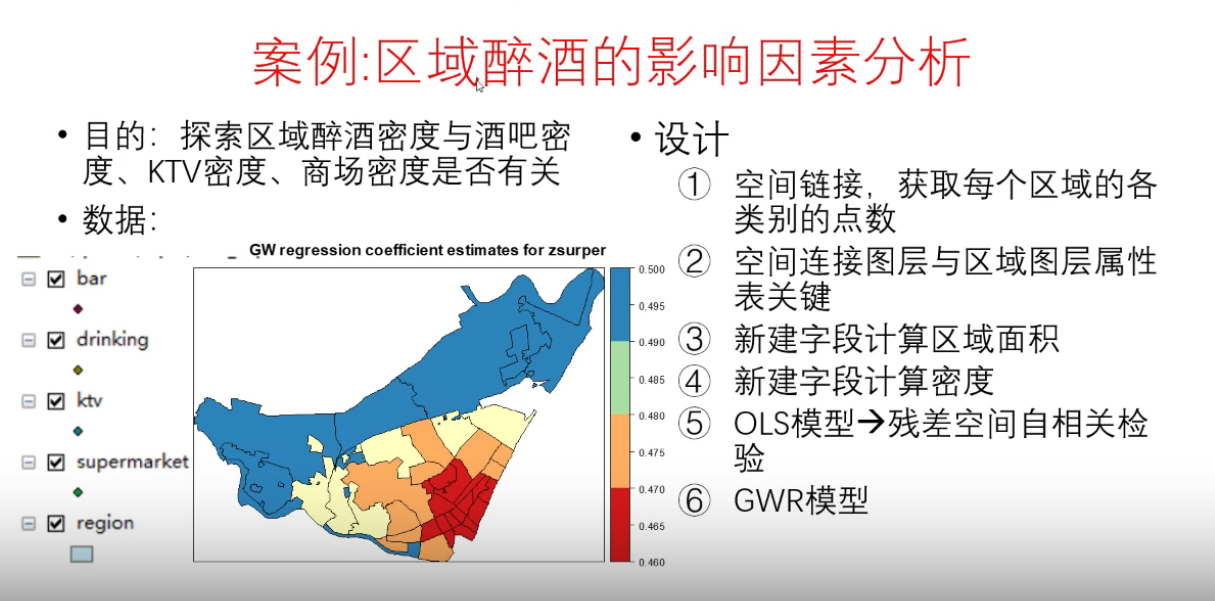 案例:区域醉酒的影响因素分析
• 目的：探索区域醉酒密度与酒吧密
度、KTV密度、商场密度是否有关
• 数据：
GW regression coefficient estimates for zsurper
bar
drinking
ktv
supermarket
region
0.500
0.495
0.490
0.485
0.480
0.475
0.470
0.465
0.460
• 设计
① 空间链接，获取每个区域的各
类别的点数
② 空间连接图层与区域图层属性
表关键
③ 新建字段计算区域面积
④ 新建字段计算密度
⑤ OLS模型→残差空间自相关检
验
⑥ GWR模型